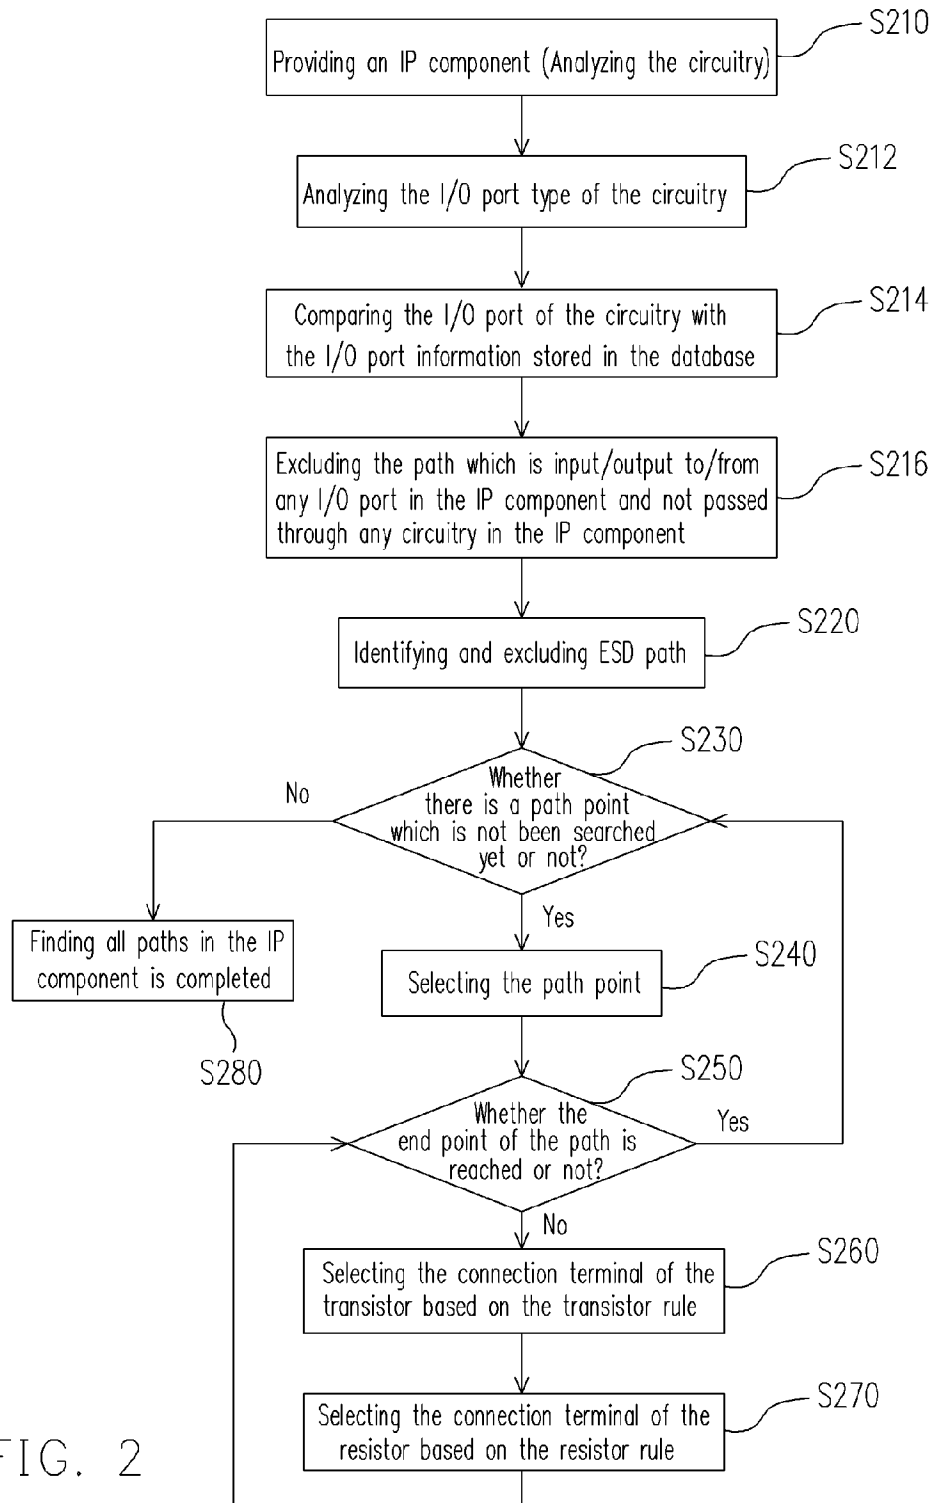 S210
Providing an IP component (Analyzing the circuitry)
S212
Analyzing the I/O port type of the circuitry
S214
Comparing the I/O port of the circuitry with
the I/O port information stored in the database
S216
Excluding the path which is input/output to/from
any I/O port in the IP component and not passed
through any circuitry in the IP component
S220
Identifying and excluding ESD path
S230
Whether
there is a path point
which is not been searched
yet or not?
No
Yes
Finding all paths in the IP
component is completed
S280
S240
Selecting the path point
S250
Whether the
end point of the path is
reached or not?
Yes
No
S260
Selecting the connection terminal of the
transistor based on the transistor rule
S270
Selecting the connection terminal of the
resistor based on the resistor rule
FIG. 2